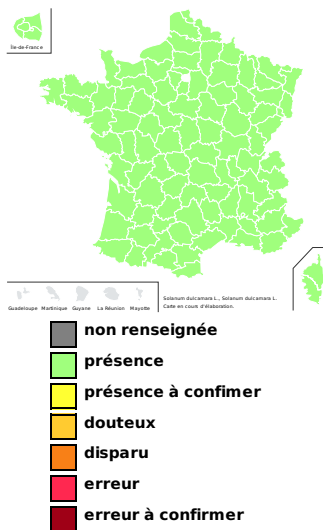 Île-de-France
Solanum dulcamara L., Solanum dulcamara L.
Carte en cours d'élaboration.
Guadeloupe Martinique Guyane La Réunion Mayotte
non renseignée
présence
présence à confimer
douteux
disparu
erreur
erreur à confirmer